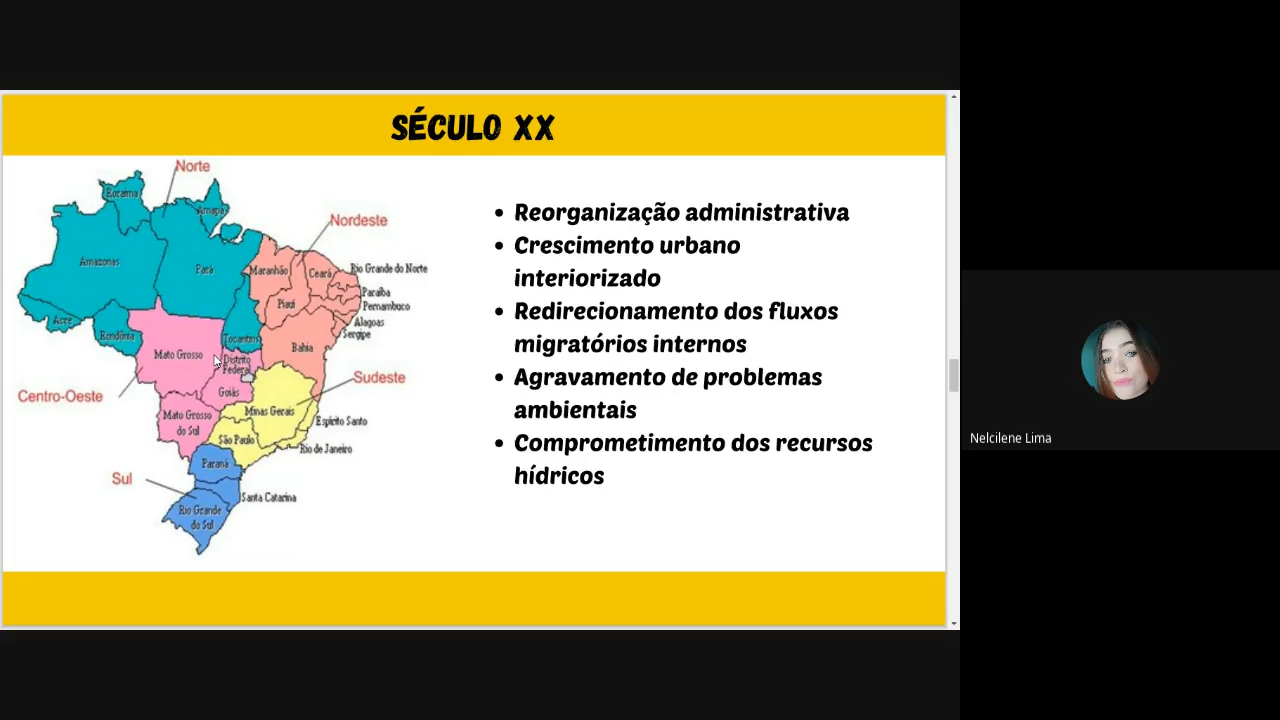 SÉCULO XX
Norte
Roraima
Amapá
Nordeste
Amazonas
Pará
Maranhão
Ceará
Rio Grande do Norte
Paraíba
Piauí
Pernambuco
Acre
Rondônia
Alagoas
Sergipe
Tocantins
Bahia
Mato Grosso
Distrito
Federal
Sudeste
Centro-Oeste
Goiás
Minas Gerais
Mato Grosso
do Sul
Espírito Santo
São Paulo
Rio de Janeiro
Paraná
Sul
Santa Catarina
Rio Grande
do Sul
• Reorganização administrativa
• Crescimento urbano
interiorizado
• Redirecionamento dos fluxos
migratórios internos
• Agravamento de problemas
ambientais
• Comprometimento dos recursos
hídricos
Nelcilene Lima